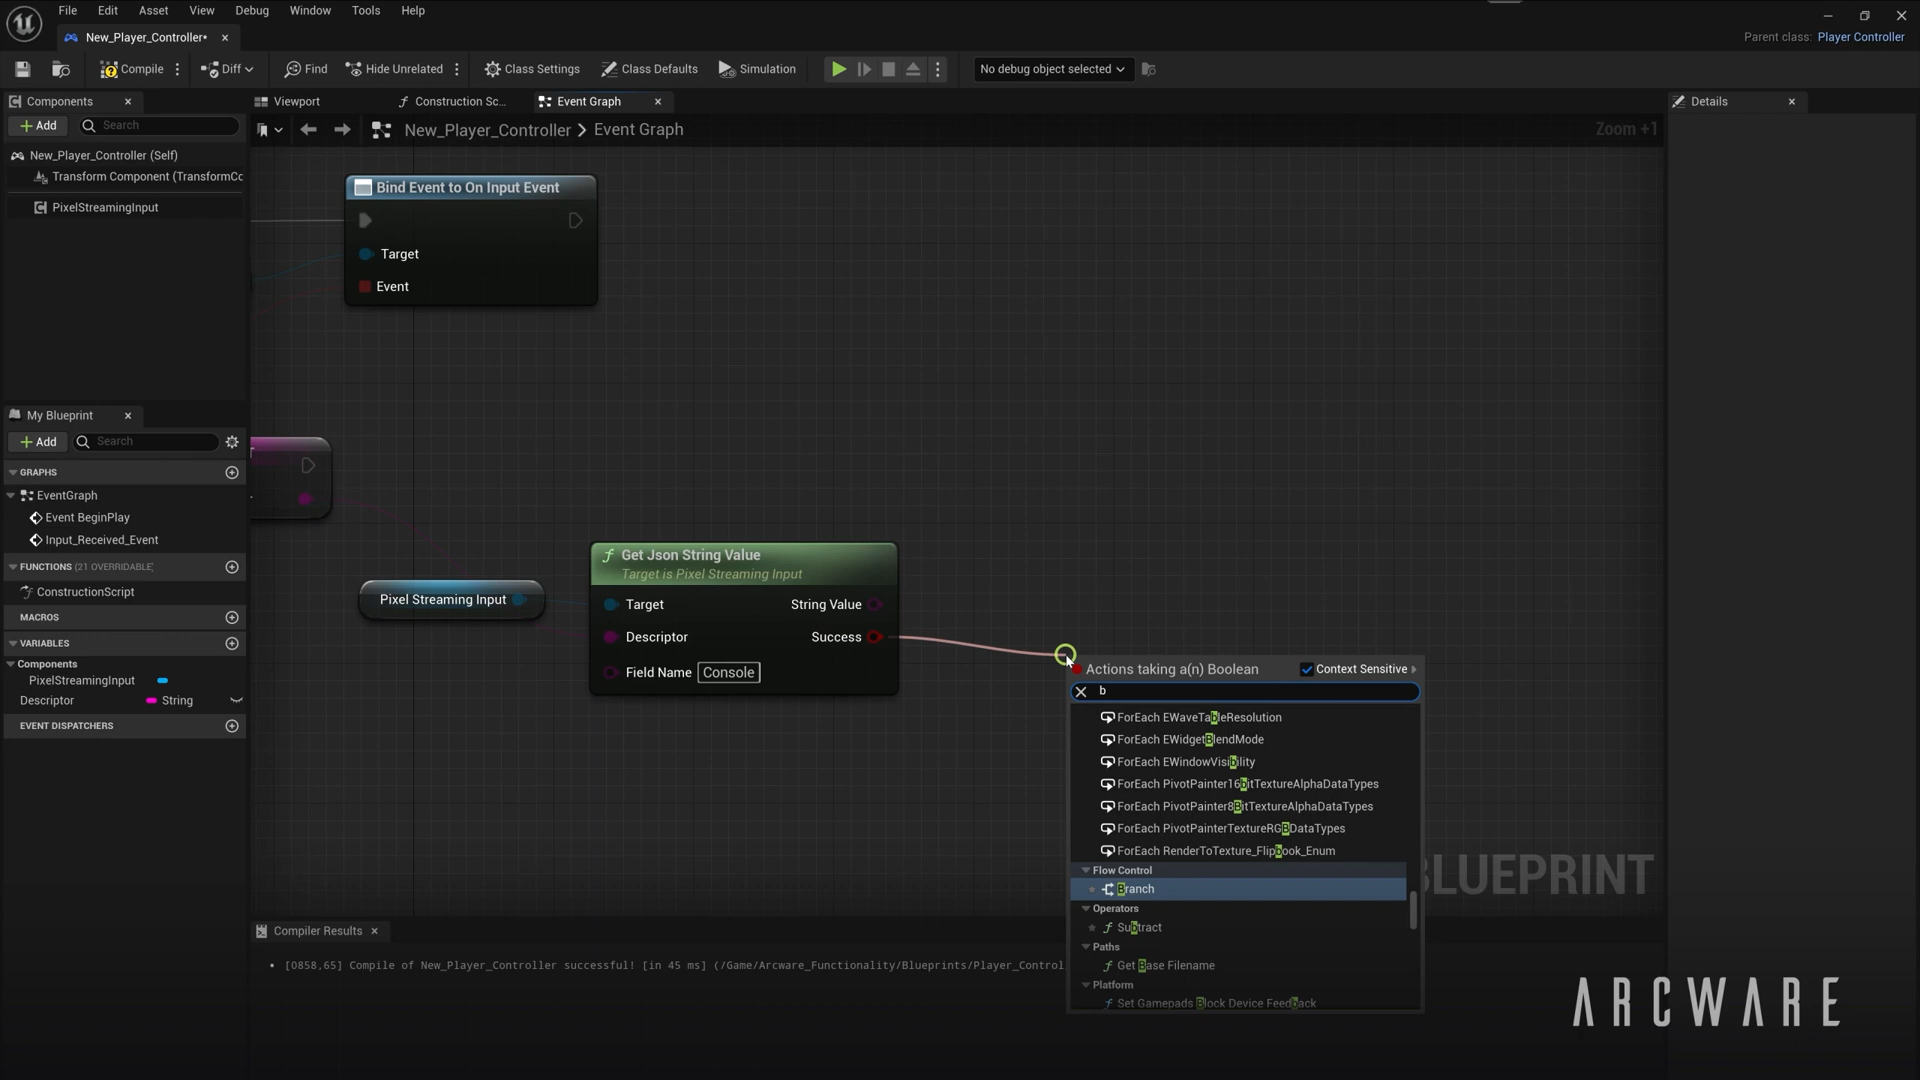 File Edit Asset View Debug Window Tools Help
New_Player_Controller*
Parent class: Player Controller
Compile Diff Find Hide Unrelated Class Settings Class Defaults Simulation No debug object selected
Components Viewport Construction Sc... Event Graph Details
Add Search
New_Player_Controller > Event Graph Zoom +1
New_Player_Controller (Self)
Transform Component (TransformCo
PixelStreamingInput
Bind Event to On Input Event
Target
Event
My Blueprint
Add Search
GRAPHS
EventGraph
Event BeginPlay
Input_Received_Event
FUNCTIONS (21 OVERRIDABLE)
ConstructionScript
MACROS
VARIABLES
Components
PixelStreamingInput
Descriptor String
EVENT DISPATCHERS
Pixel Streaming Input
Get Json String Value
Target is Pixel Streaming Input
Target String Value
Descriptor Success
Field Name Console
Actions taking a(n) Boolean Context Sensitive
b
ForEach EWaveTableResolution
ForEach EWidgetBlendMode
ForEach EWindowVisibility
ForEach PivotPainter16bitTextureAlphaDataTypes
ForEach PivotPainter8BitTextureAlphaDataTypes
ForEach PivotPainterTextureRGBDataTypes
ForEach RenderToTexture_Flipbook_Enum
Flow Control
Branch
Operators
Subtract
Paths
Get Base Filename
Platform
Set Gamepads Block Device Feedback
LUEPRINT
Compiler Results
[0858,65] Compile of New_Player_Controller successful! [in 45 ms] (/Game/Arcware_Functionality/Blueprints/Player_Control
ARCWARE